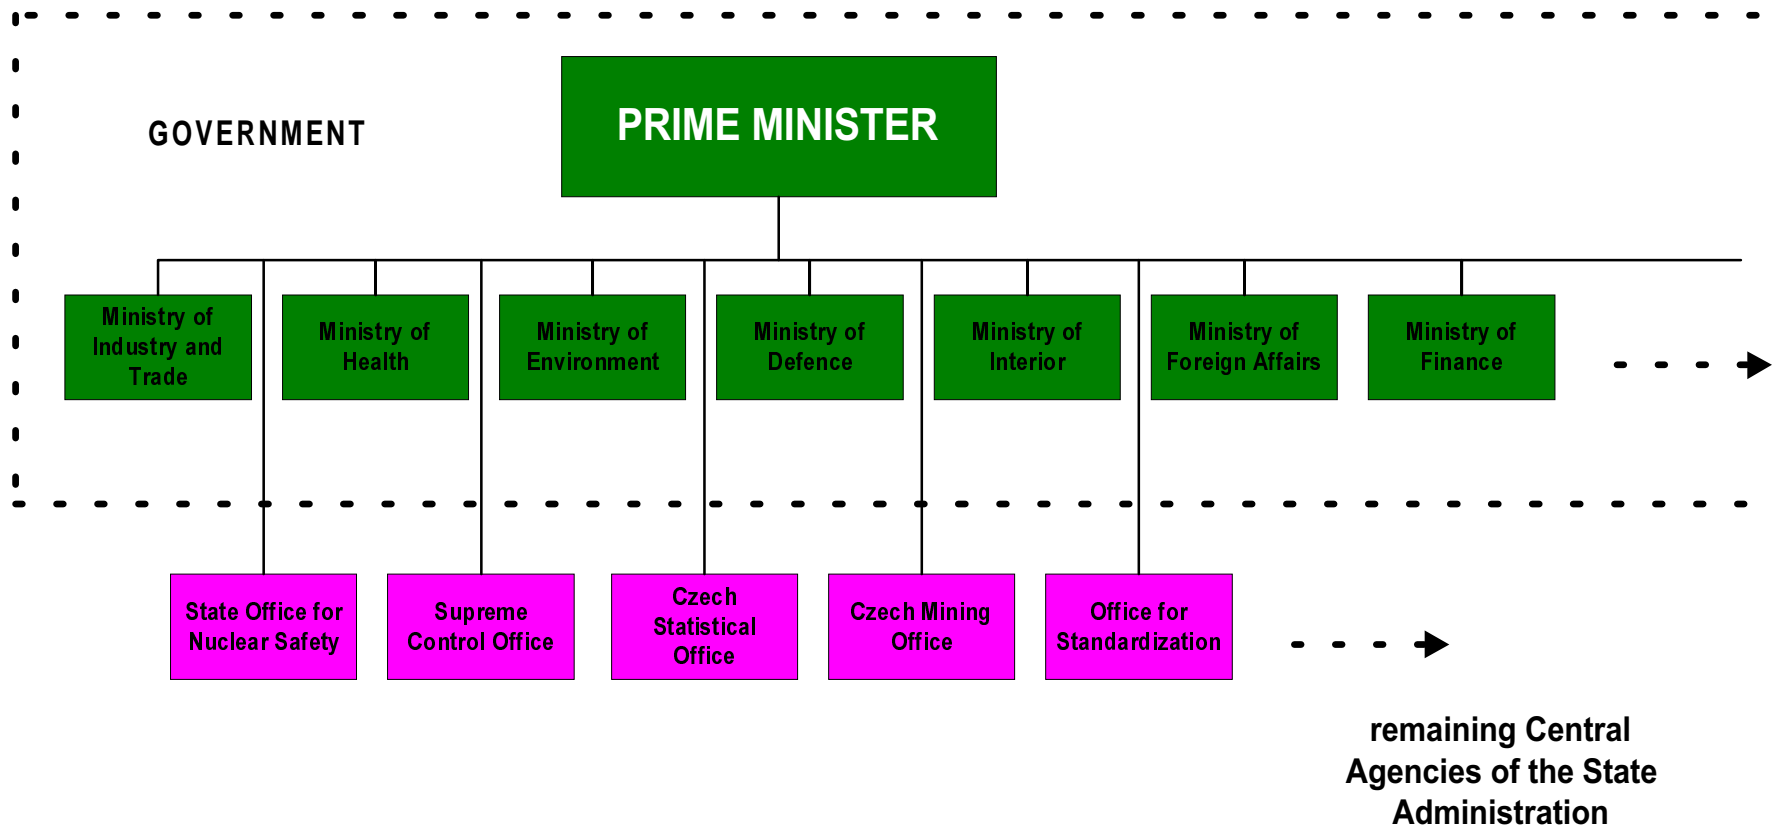 GOVERNMENT
PRIME MINISTER
Ministry of
Industry and
Trade
Ministry of
Health
Ministry of
Environment
Ministry of
Defence
Ministry of
Interior
Ministry of
Foreign Affairs
Ministry of
Finance
State Office for
Nuclear Safety
Supreme
Control Office
Czech
Statistical
Office
Czech Mining
Office
Office for
Standardization
remaining Central
Agencies of the State
Administration